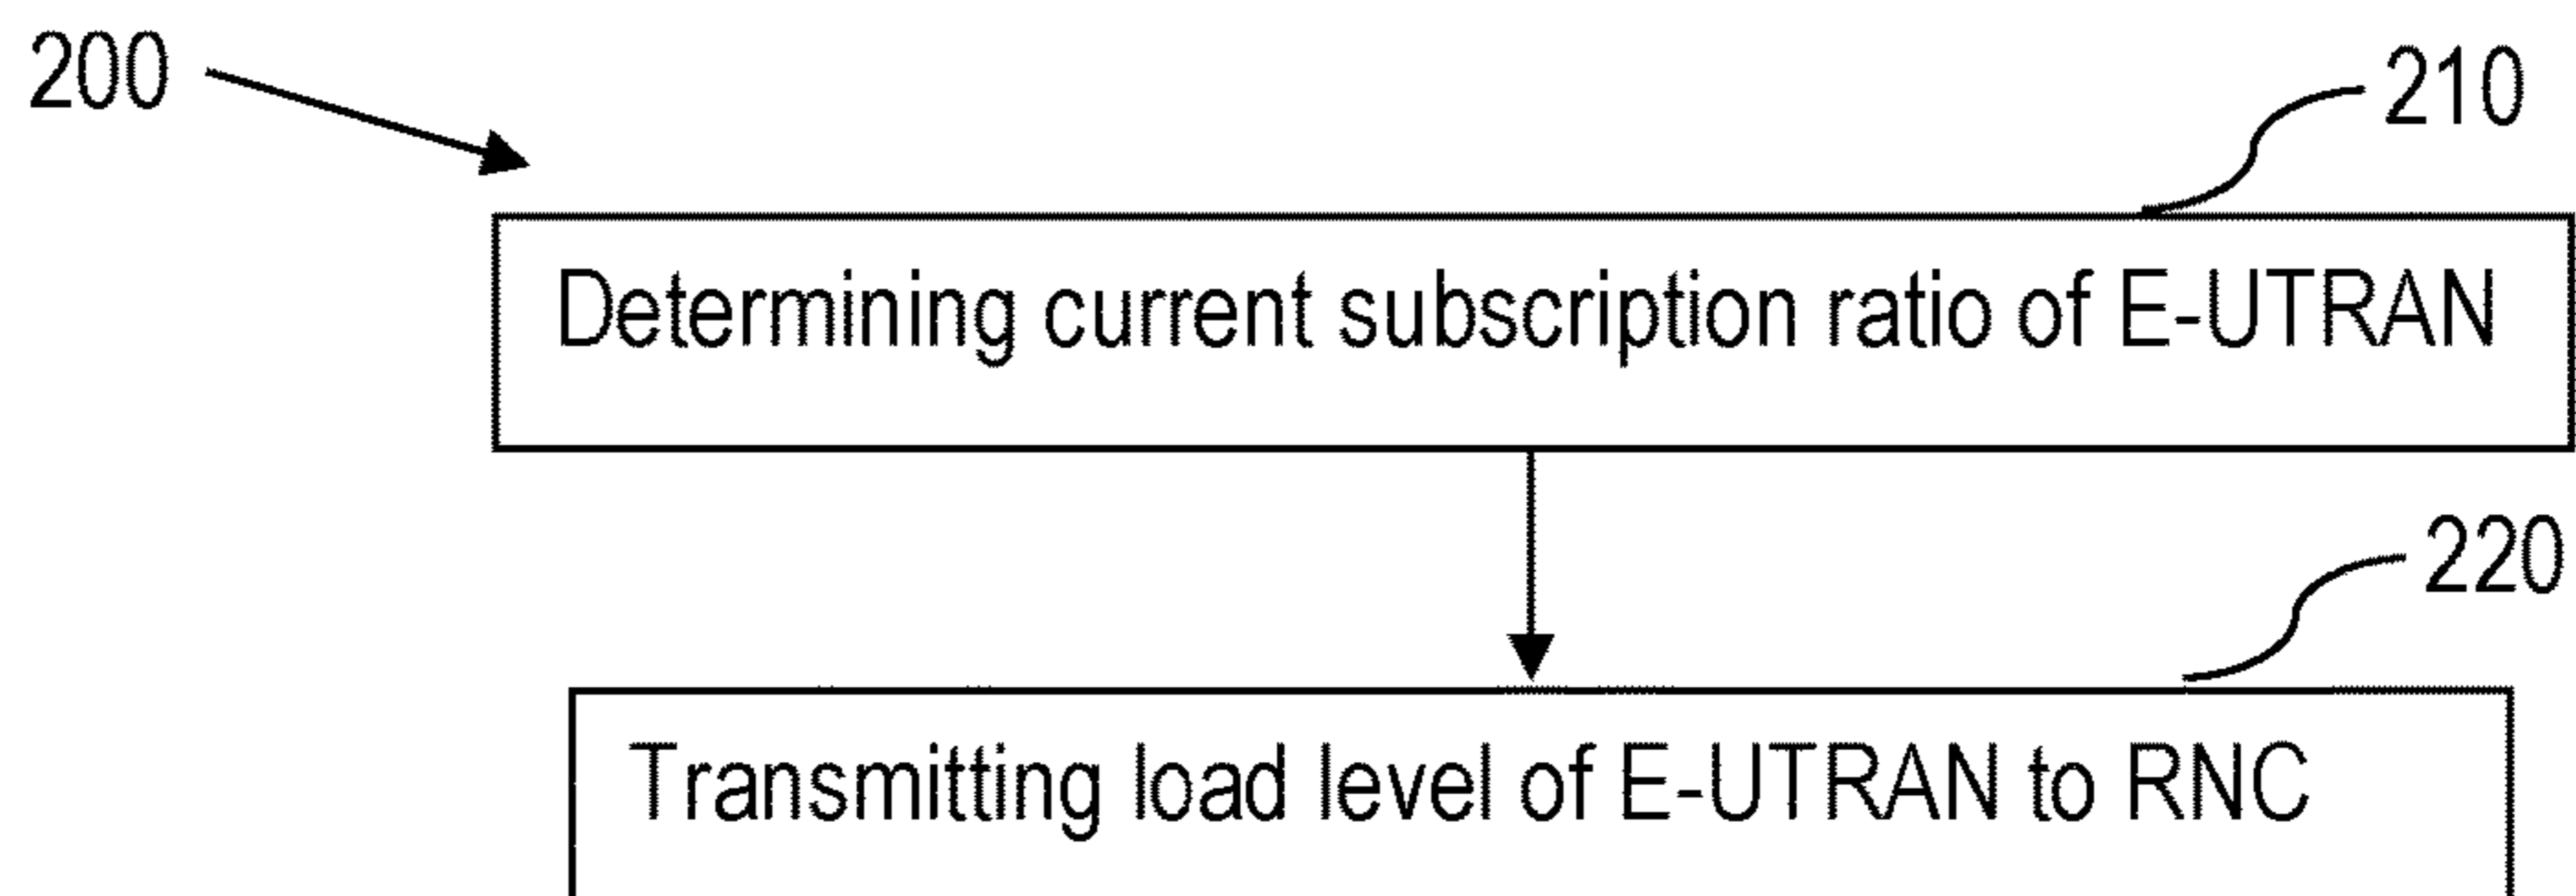 200
210
Determining current subscription ratio of E-UTRAN
220
Transmitting load level of E-UTRAN to RNC